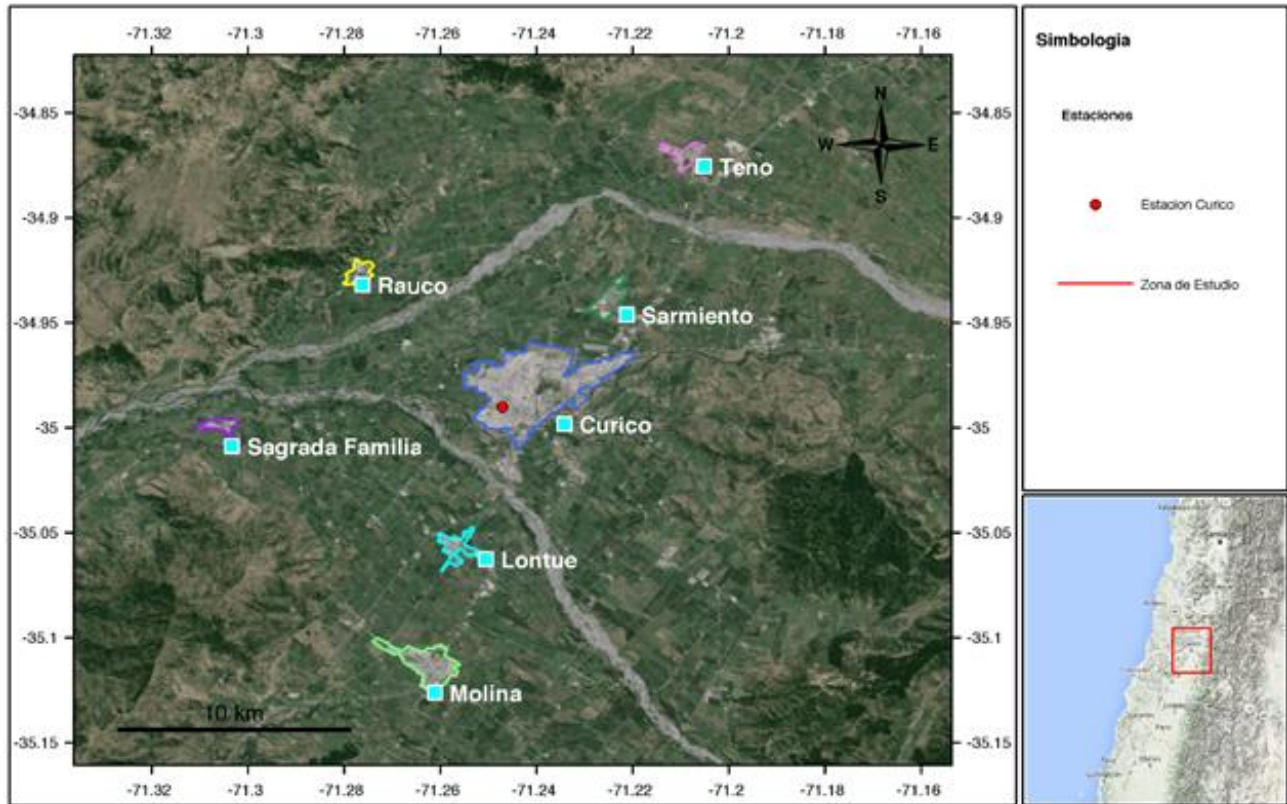 -71.32 -71.3 -71.28 -71.26 -71.24 -71.22 -71.2 -71.18 -71.16
-34.85 -34.85
-34.9 -34.9
-34.95 -34.95
-35 -35
-35.05 -35.05
-35.1 -35.1
-35.15 -35.15
N
W E
S
Teno
Rauco
Sarmiento
Curico
Sagrada Familia
Lontue
Molina
10 km
-71.32 -71.3 -71.28 -71.26 -71.24 -71.22 -71.2 -71.18 -71.16
Simbologia
Estaciones
Estacion Curico
Zona de Estudio